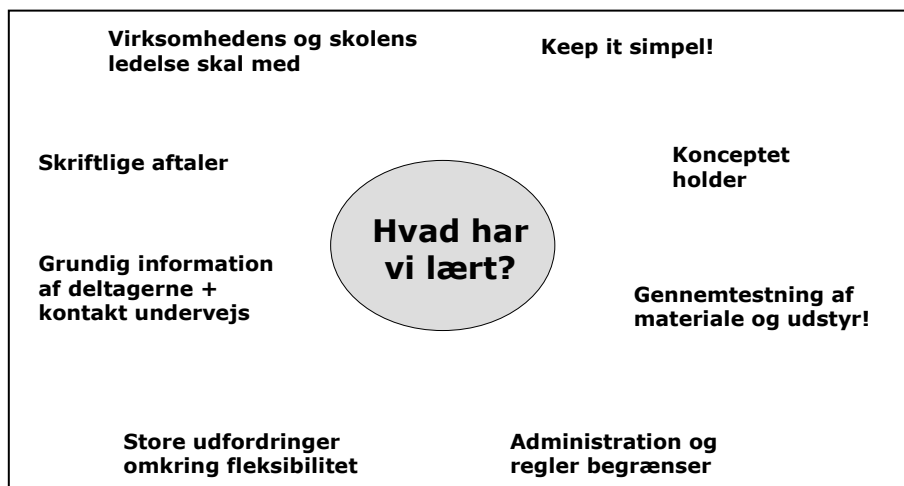 Virksomhedens og skolens
ledelse skal med
Keep it simpel!
Skriftlige aftaler
Konceptet
holder
Hvad har
vi lært?
Grundig information
af deltagerne +
kontakt undervejs
Gennemtestning af
materiale og udstyr!
Store udfordringer
omkring fleksibilitet
Administration og
regler begrænser